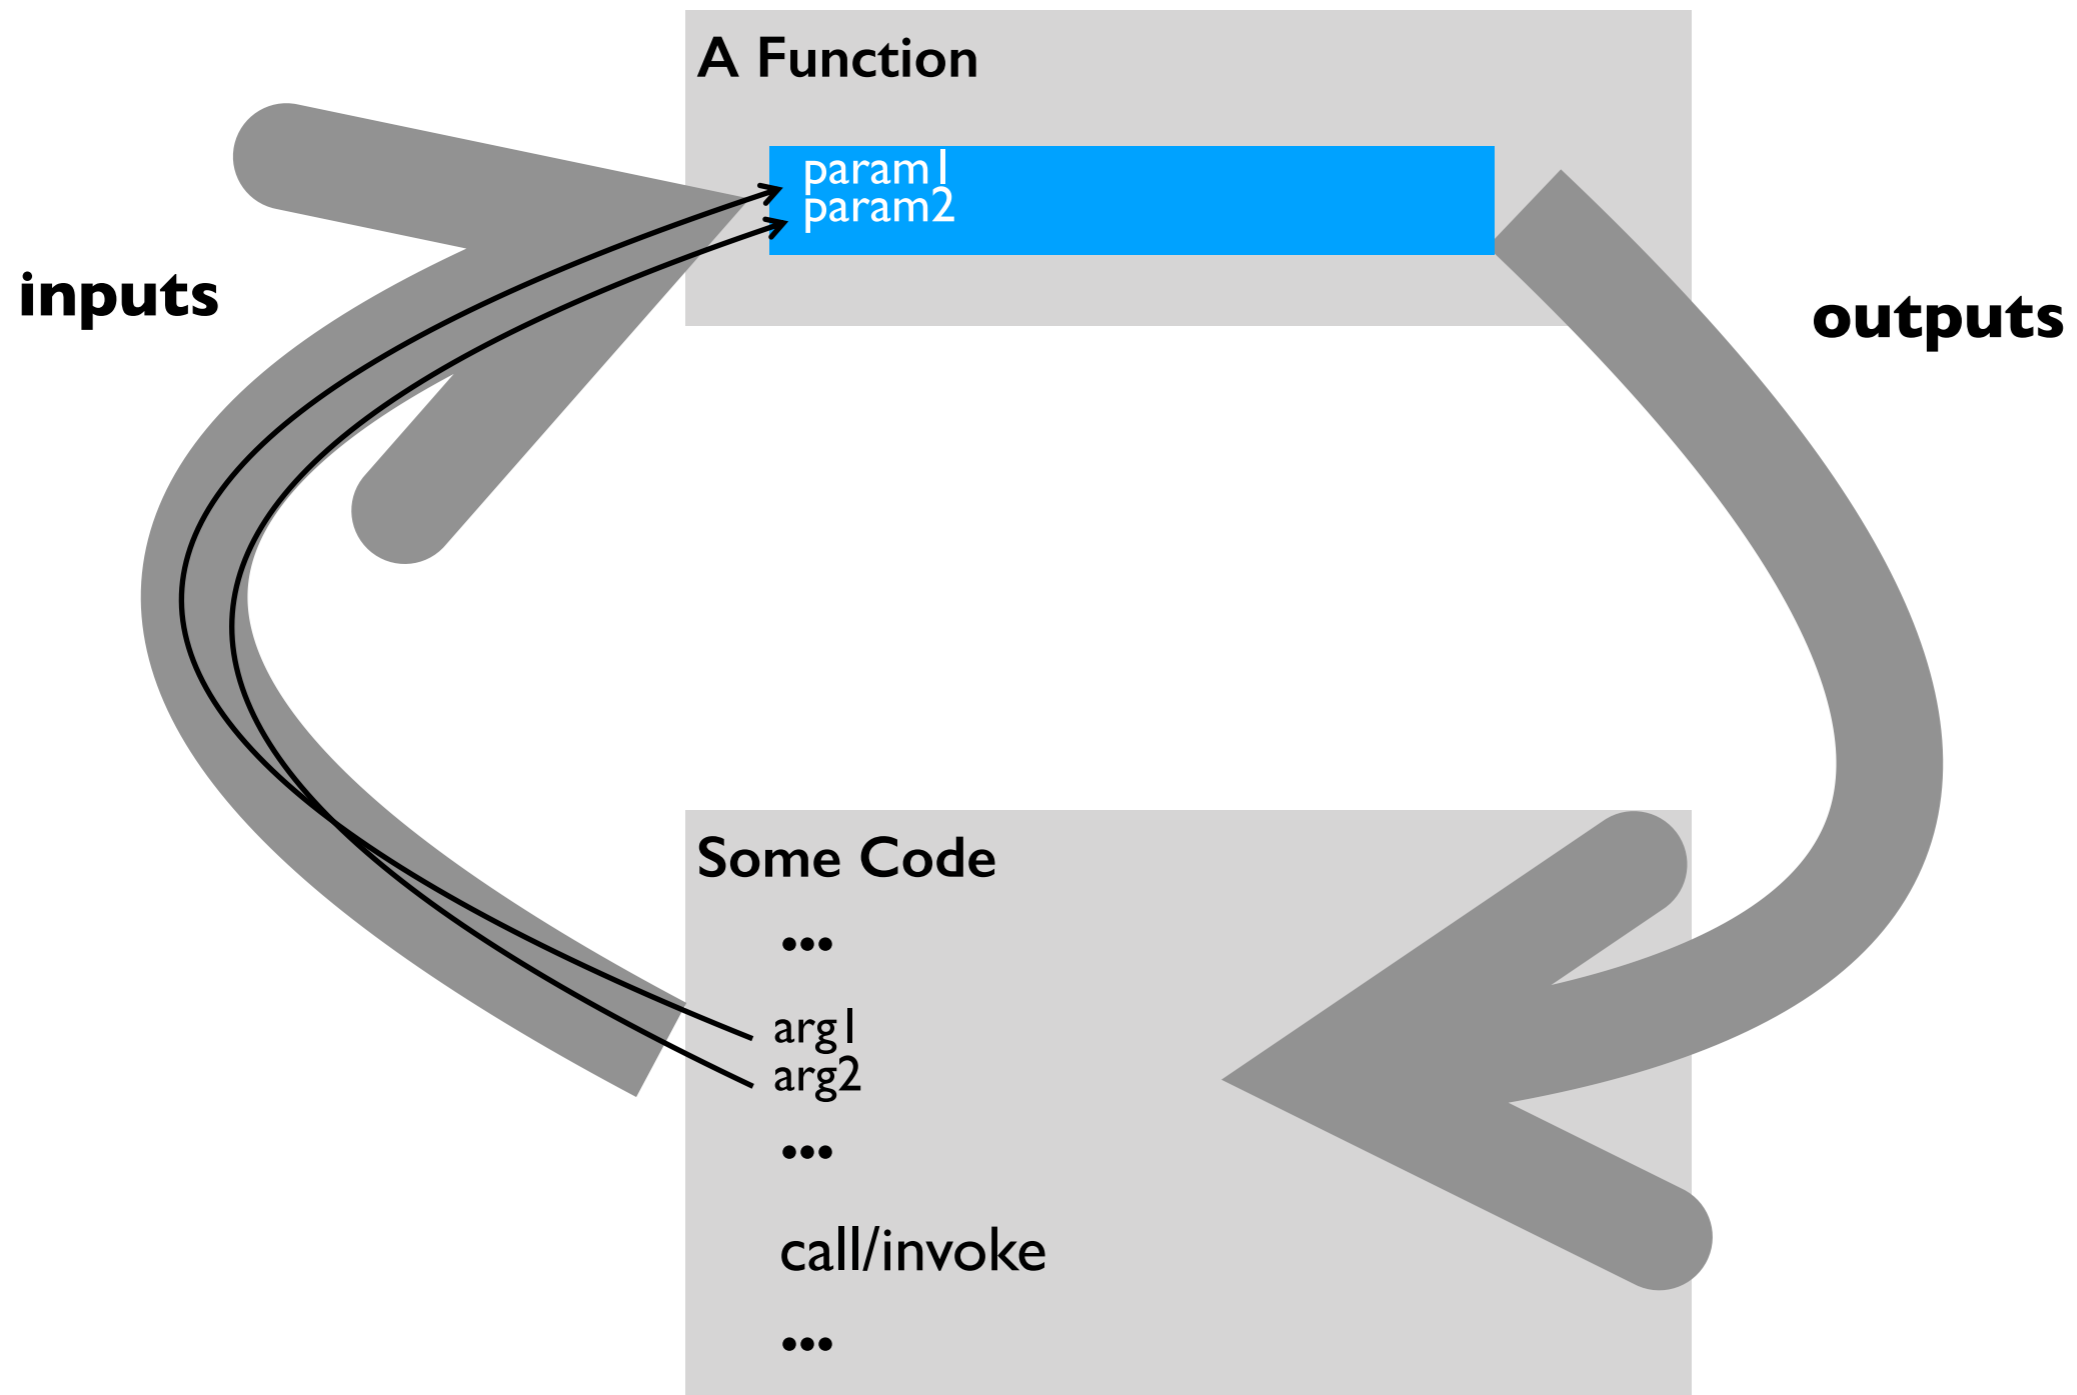 A Function
param1
param2
inputs
outputs
Some Code
•••
arg1
arg2
•••
call/invoke
•••